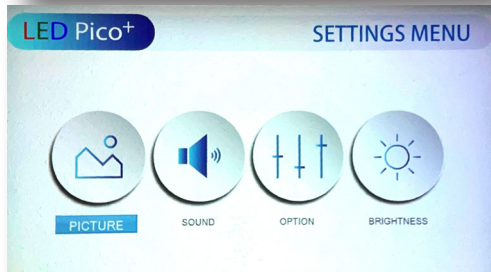 LED Pico+
SETTINGS MENU
PICTURE
SOUND
OPTION
BRIGHTNESS